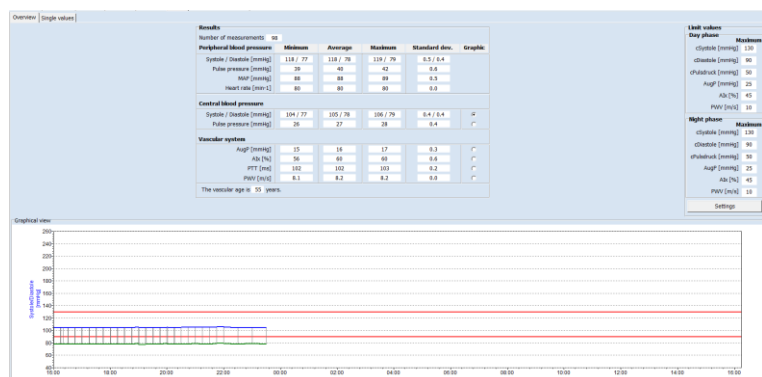 Overview Single values
Results
Number of measurements 98
Peripheral blood pressure Minimum Average Maximum Standard dev. Graphic
Systole / Diastole [mmHg] 118 / 77 118 / 78 119 / 79 0.5 / 0.4
Pulse pressure [mmHg] 39 40 42 0.6
MAP [mmHg] 88 88 89 0.5
Heart rate [min-1] 80 80 80 0.0
Central blood pressure
Systole / Diastole [mmHg] 104 / 77 105 / 78 106 / 79 0.4 / 0.4
Pulse pressure [mmHg] 26 27 28 0.4
Vascular system
AugP [mmHg] 15 16 17 0.3
AIx [%] 60 60
PTT [ms] 102 102 103 0.2
PWV [m/s] 8.1 8.2 8.2 0.0
The vascular age is 55 years.
Limit values
Day phase
Maximum
cSystole [mmHg] 130
cDiastole [mmHg] 90
cPulsdruck [mmHg] 50
AugP [mmHg] 25
AIx [%] 45
PWV [m/s] 10
Night phase
Maximum
cSystole [mmHg] 130
cDiastole [mmHg] 90
cPulsdruck [mmHg] 50
AugP [mmHg] 25
AIx [%] 45
PWV [m/s] 10
Settings
Graphical view
Systole/Diastole
[mmHg]
260
240
220
200
180
160
140
120
100
80
60
40
16:00 18:00 20:00 22:00 00:00 02:00 04:00 06:00 08:00 10:00 12:00 14:00 16:00